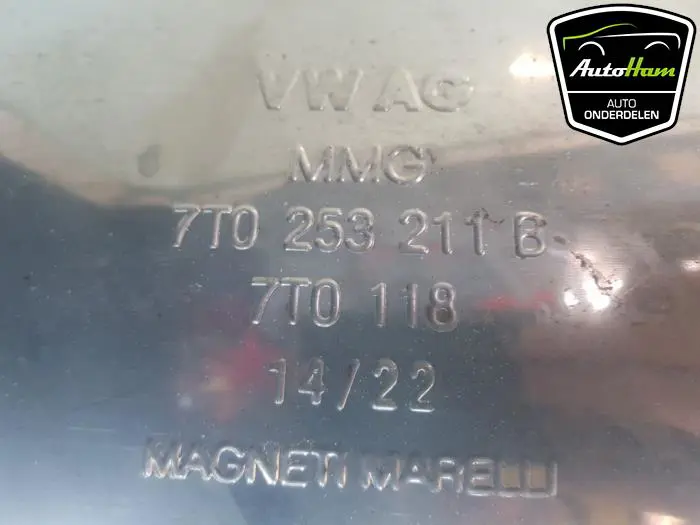 AutoHam
AUTO
ONDERDELEN
VW AG
MMG
7T0 253 211 B
7T0 118
14/22
MAGNETI MARELLI